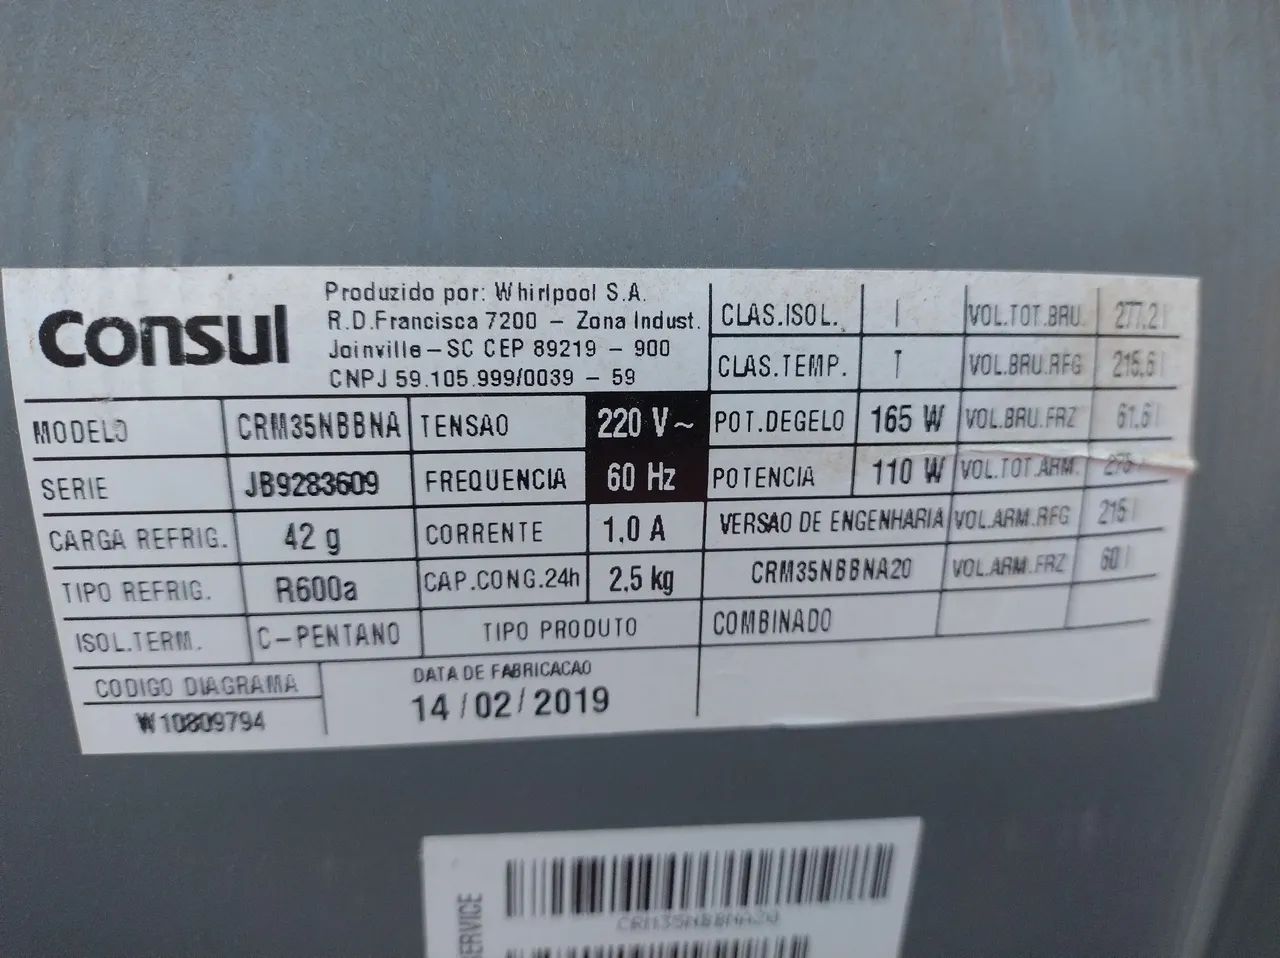 Consul
Produzido por: Whirlpool S.A.
R.D.Francisca 7200 – Zona Indust.
Joinville–SC CEP 89219 – 900
CNPJ 59.105.999/0039 – 59
CLAS.ISOL. I VOL.TOT.BRU. 277,2 l
CLAS.TEMP. T VOL.BRU.RFG 215,6 l
MODELO CRM35NBBNA TENSAO 220 V ~ POT.DEGELO 165 W VOL.BRU.FRZ 61,6 l
SERIE JB9283609 FREQUENCIA 60 Hz POTENCIA 110 W VOL.TOT.ARM. 275 l
CARGA REFRIG. 42 g CORRENTE 1,0 A VERSAO DE ENGENHARIA VOL.ARM.RFG 215 l
TIPO REFRIG. R600a CAP.CONG.24h 2,5 kg CRM35NBBNA20 VOL.ARM.FRZ 60 l
ISOL.TERM. C-PENTANO TIPO PRODUTO COMBINADO
CODIGO DIAGRAMA DATA DE FABRICACAO
W10809794 14/02/2019
CRM35NBBNA20